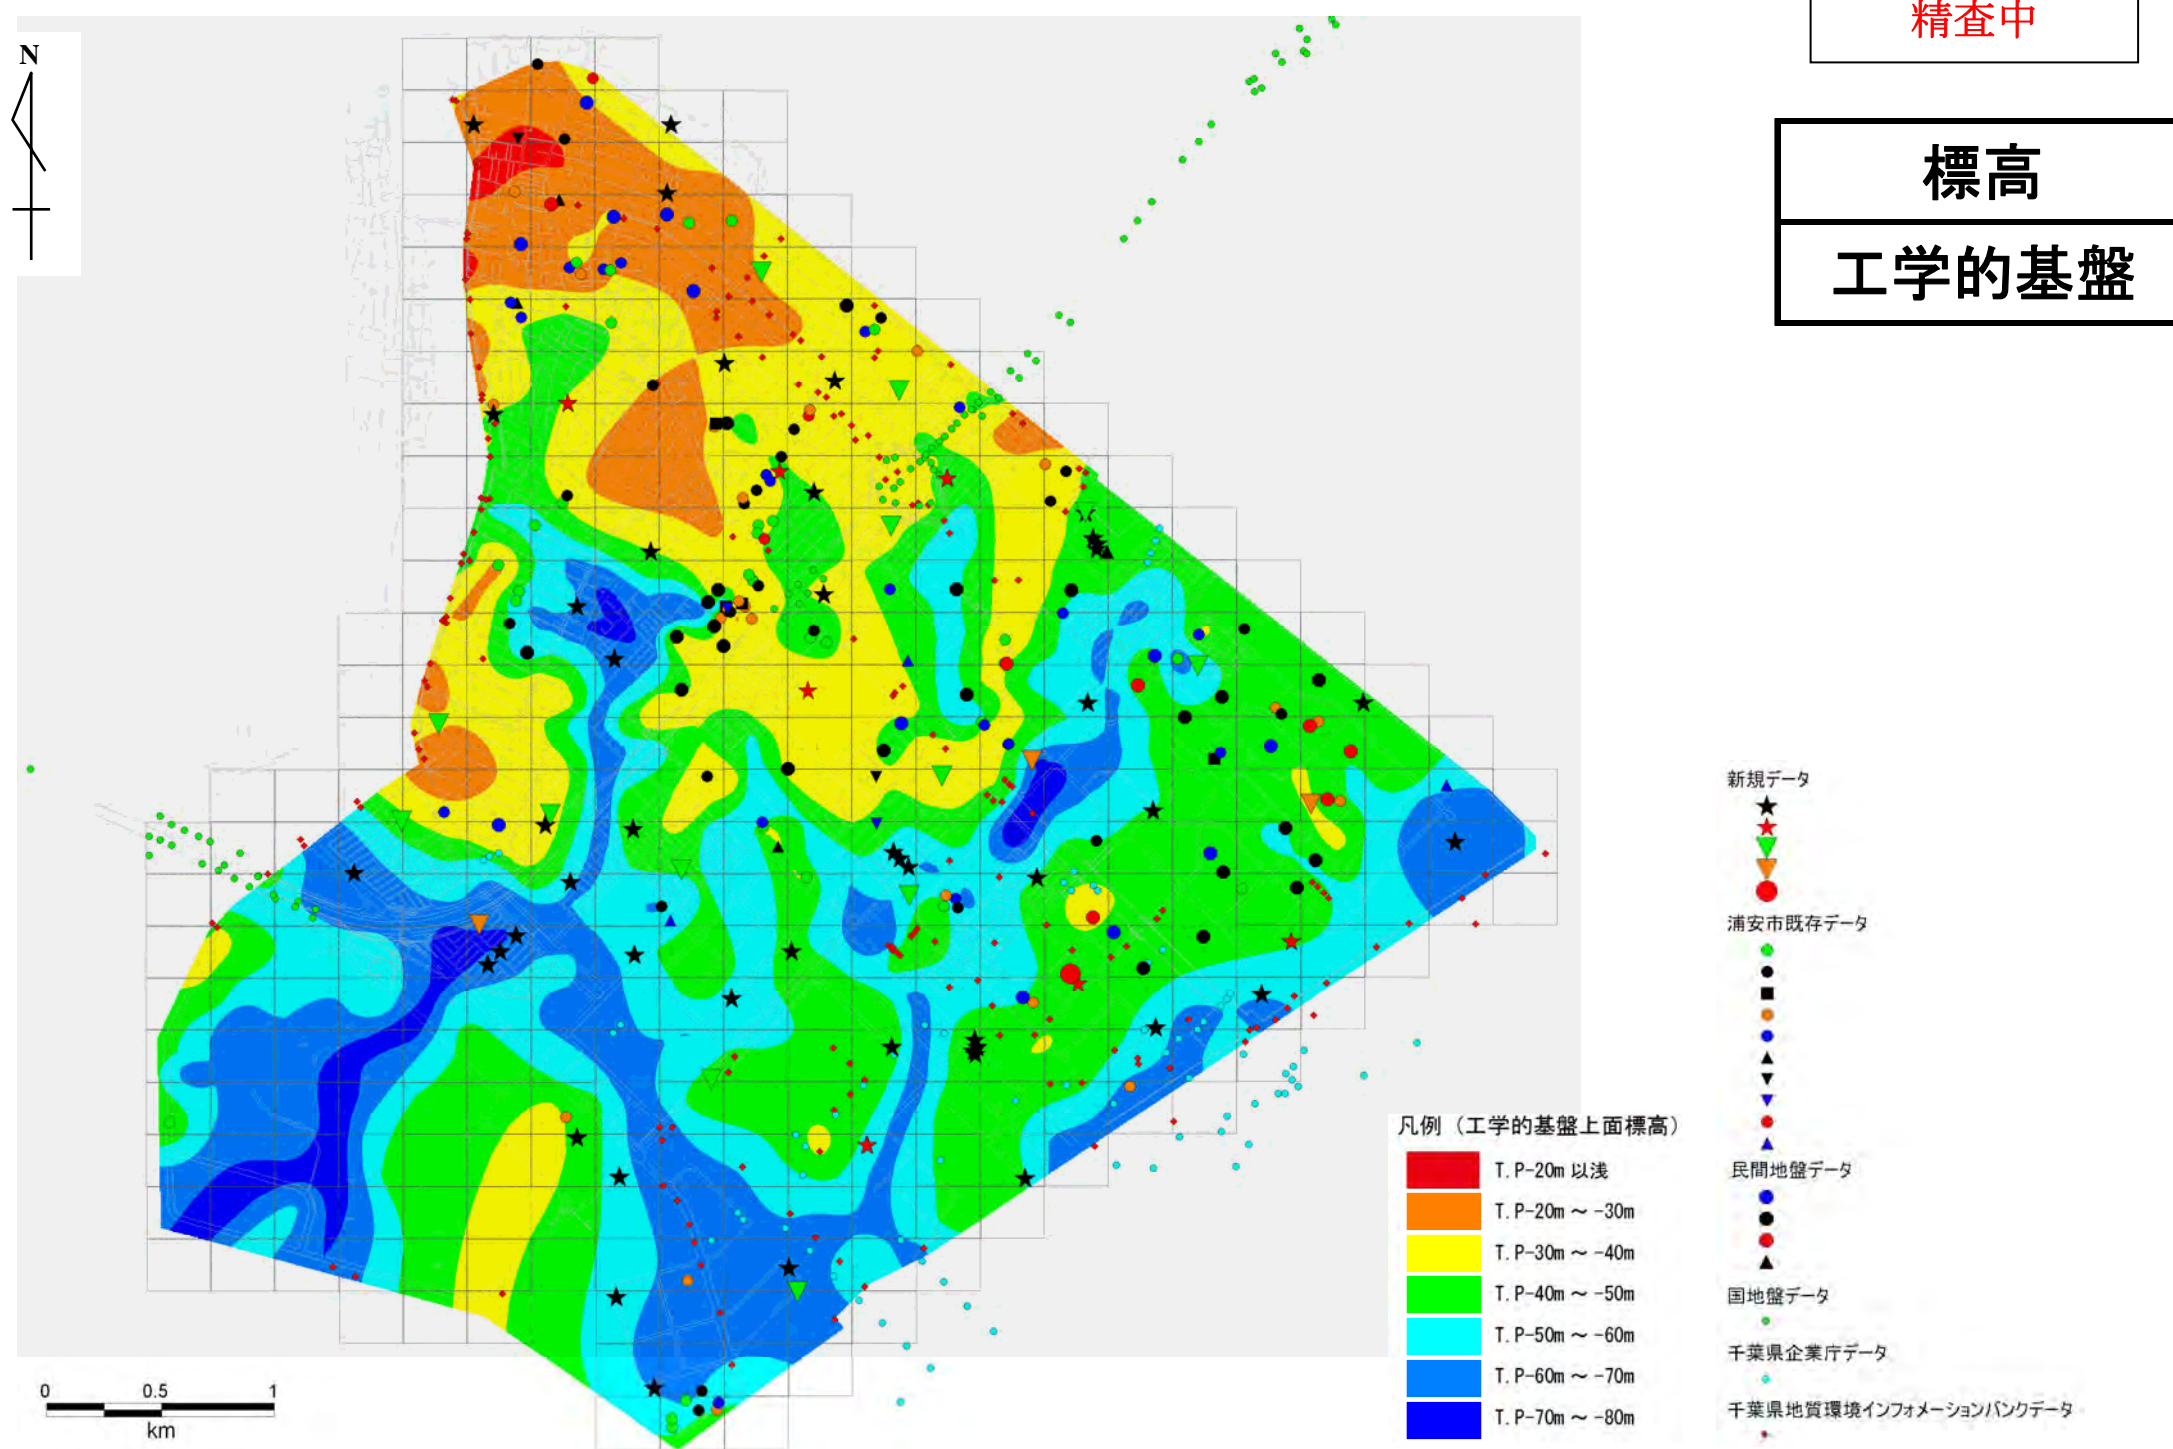 精査中
N
標高
工学的基盤
新規データ
浦安市既存データ
民間地盤データ
国地盤データ
千葉県企業庁データ
千葉県地質環境インフォメーションバンクデータ
凡例（工学的基盤上面標高）
T.P-20m 以浅
T.P-20m ～ -30m
T.P-30m ～ -40m
T.P-40m ～ -50m
T.P-50m ～ -60m
T.P-60m ～ -70m
T.P-70m ～ -80m
0 0.5 1
km